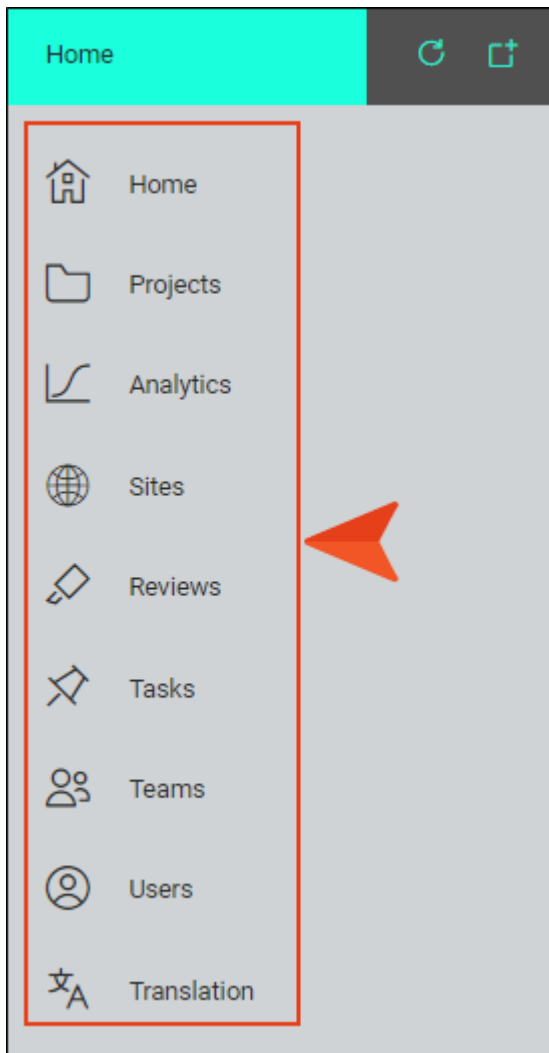 Home
Home
Projects
Analytics
Sites
Reviews
Tasks
Teams
Users
Translation